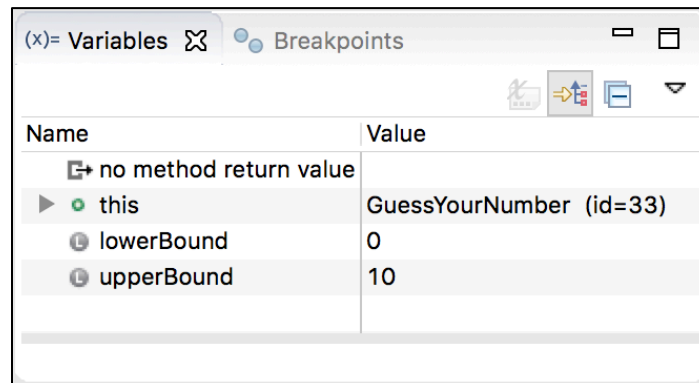 (x)= Variables Breakpoints
Name Value
no method return value
this GuessYourNumber (id=33)
L lowerBound 0
L upperBound 10